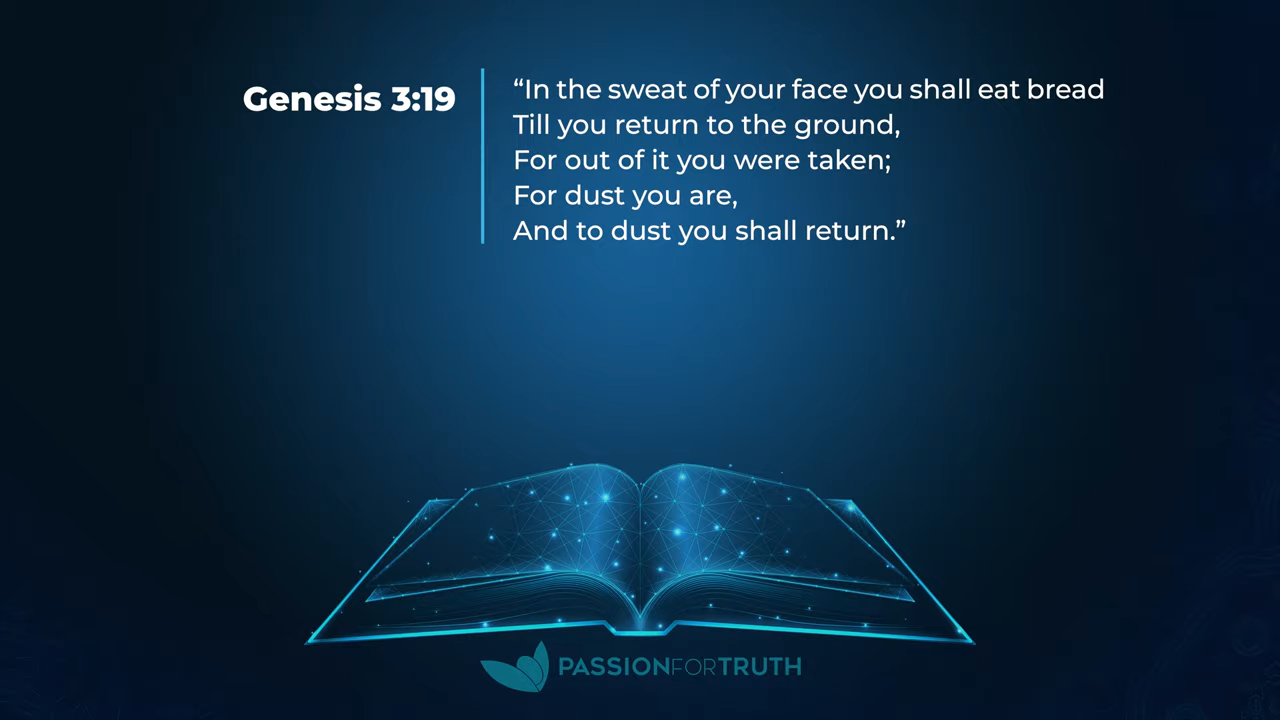 Genesis 3:19
“In the sweat of your face you shall eat bread
Till you return to the ground,
For out of it you were taken;
For dust you are,
And to dust you shall return.”
PASSIONFORTRUTH